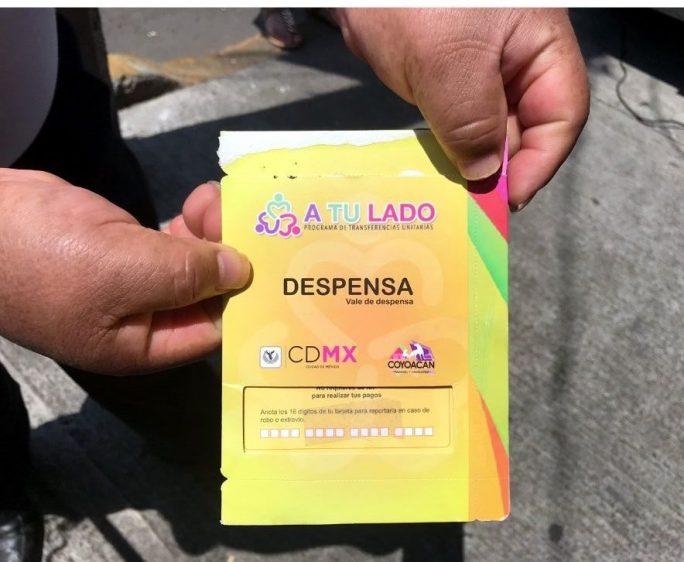 A TU LADO
PROGRAMA DE TRANSFERENCIAS UNITARIAS
DESPENSA
Vale de despensa
CDMX
CIUDAD DE MÉXICO
COYOACÁN
para realizar tus pagos
Anota los 16 dígitos de tu tarjeta para reportarla en caso de
robo o extravío.